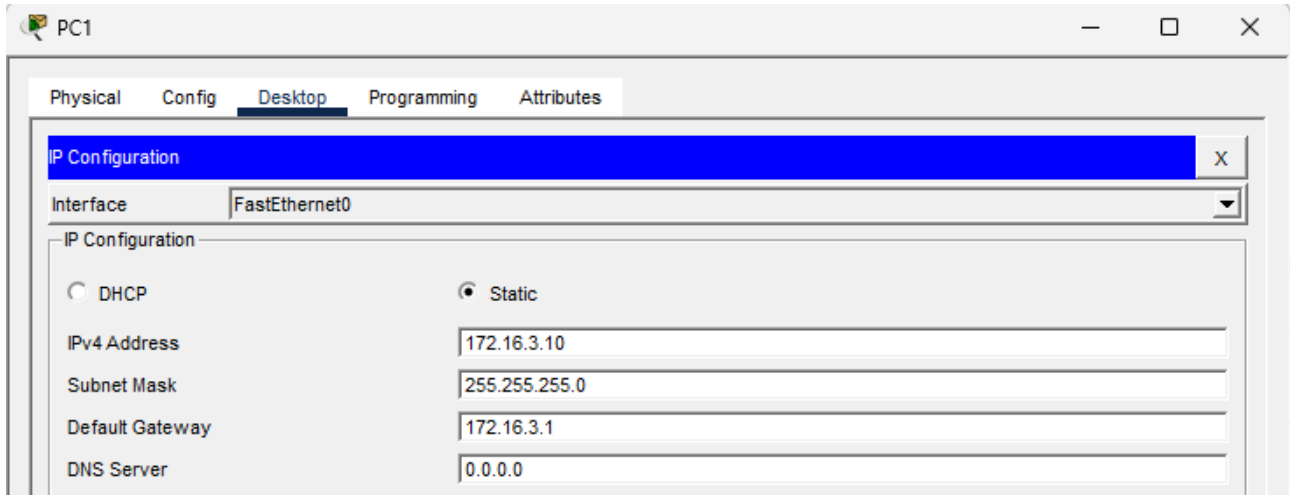 PC1
Physical Config Desktop Programming Attributes
IP Configuration X
Interface FastEthernet0
IP Configuration
DHCP Static
IPv4 Address 172.16.3.10
Subnet Mask 255.255.255.0
Default Gateway 172.16.3.1
DNS Server 0.0.0.0